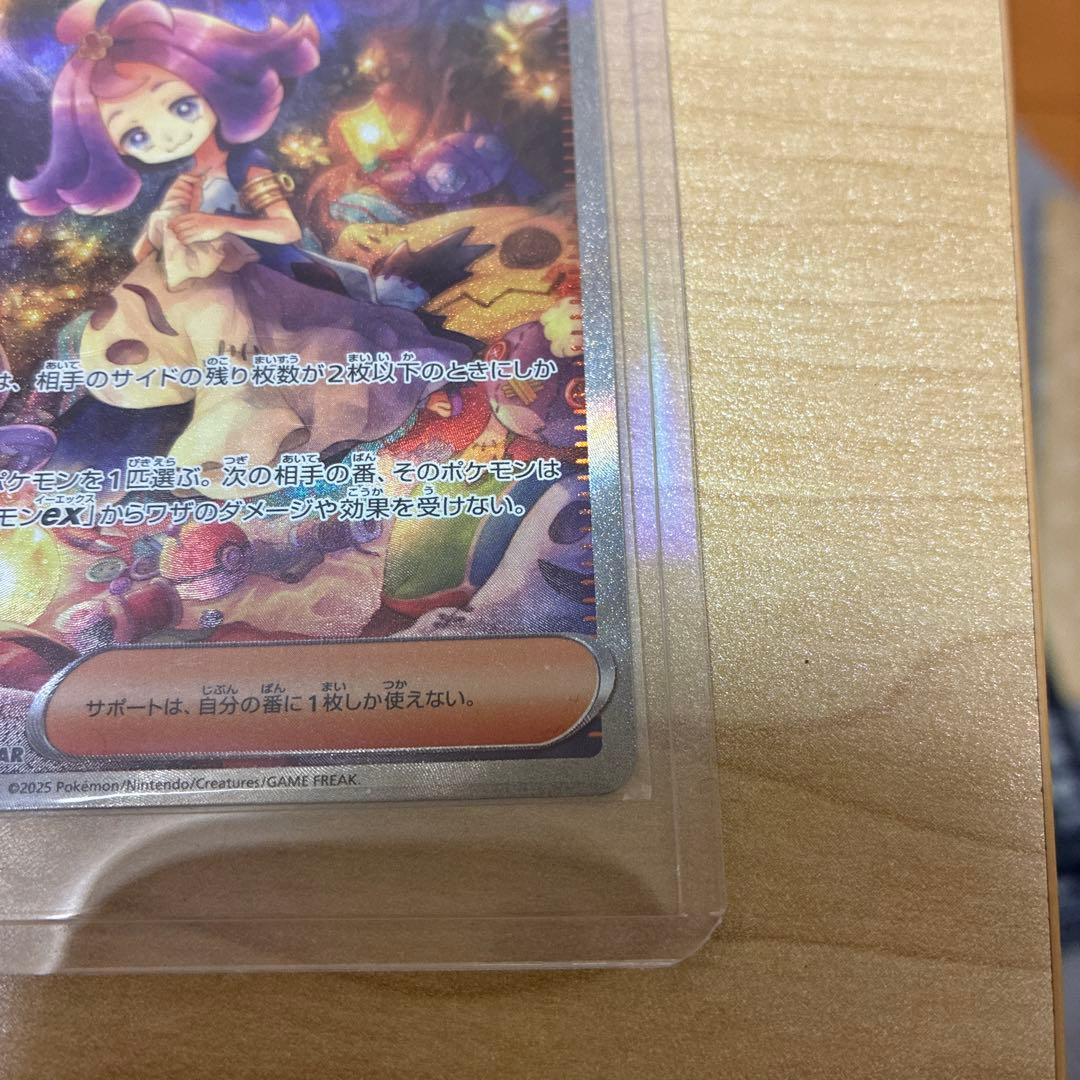 は、相手のサイドの残り枚数が2枚以下のときにしか
ポケモンを1匹選ぶ。次の相手の番、そのポケモンは
モンex」からワザのダメージや効果を受けない。
サポートは、自分の番に1枚しか使えない。
AR
©2025 Pokémon/Nintendo/Creatures/GAME FREAK.